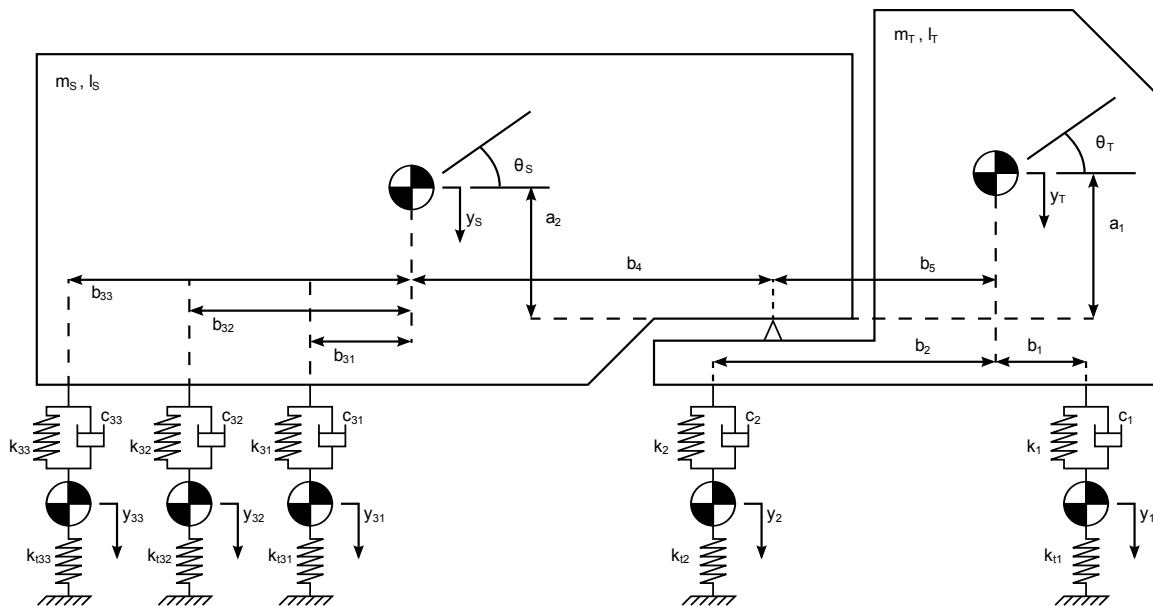 m_T , I_T
m_S , I_S
θ_S
θ_T
y_S
a_2
y_T
a_1
b_4
b_5
b_33
b_32
b_31
b_2
b_1
c_33
c_32
c_31
c_2
c_1
k_33
k_32
k_31
k_2
k_1
y_33
y_32
y_31
y_2
y_1
k_t33
k_t32
k_t31
k_t2
k_t1